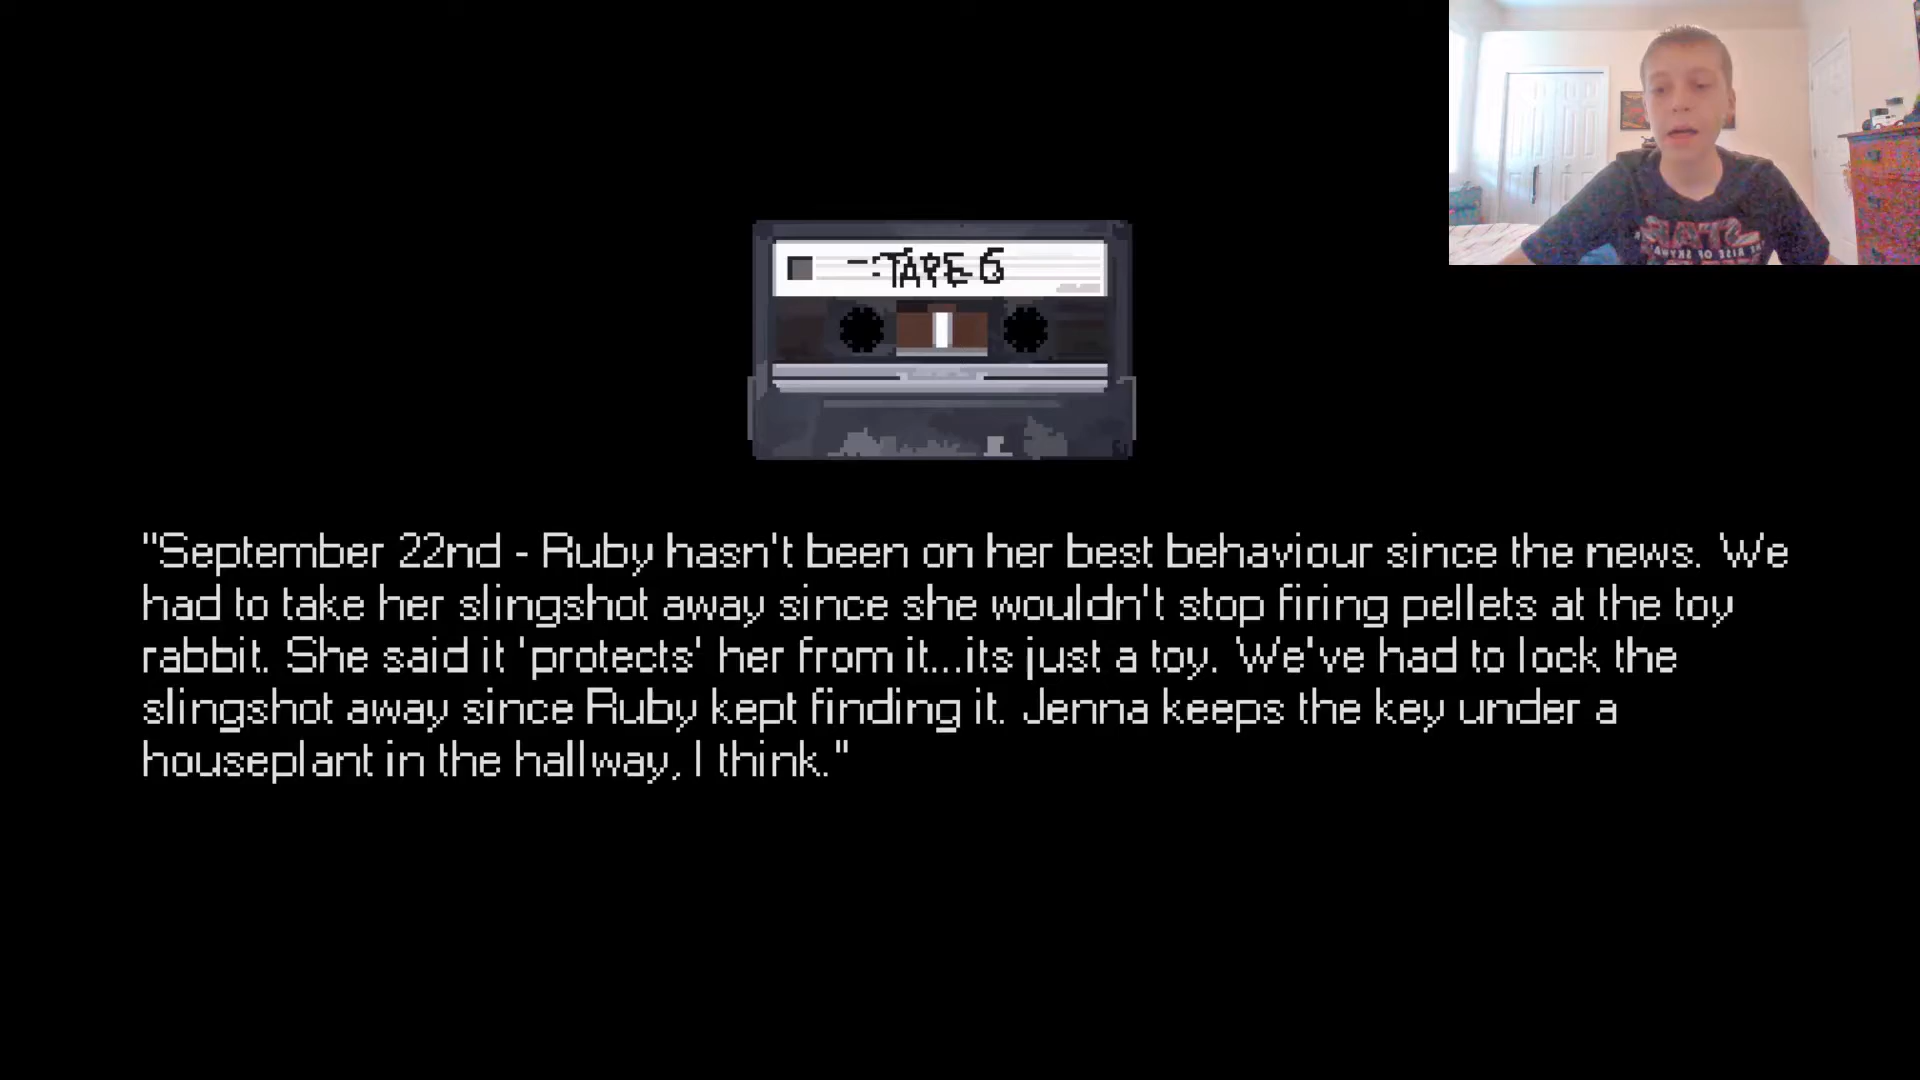 TAPE 6
"September 22nd - Ruby hasn't been on her best behaviour since the news. We
had to take her slingshot away since she wouldn't stop firing pellets at the toy
rabbit. She said it 'protects' her from it...its just a toy. We've had to lock the
slingshot away since Ruby kept finding it. Jenna keeps the key under a
houseplant in the hallway, I think."